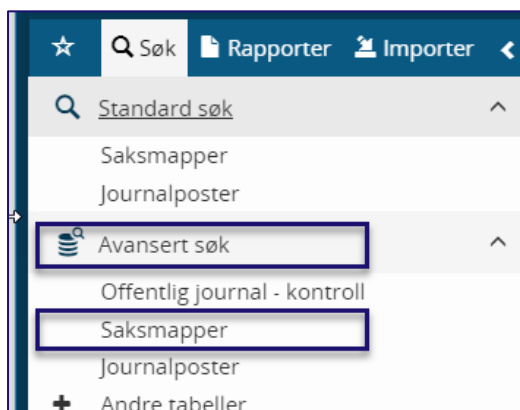 Søk Rapporter Importer
Standard søk
Saksmapper
Journalposter
Avansert søk
Offentlig journal - kontroll
Saksmapper
Journalposter
Andre tabeller